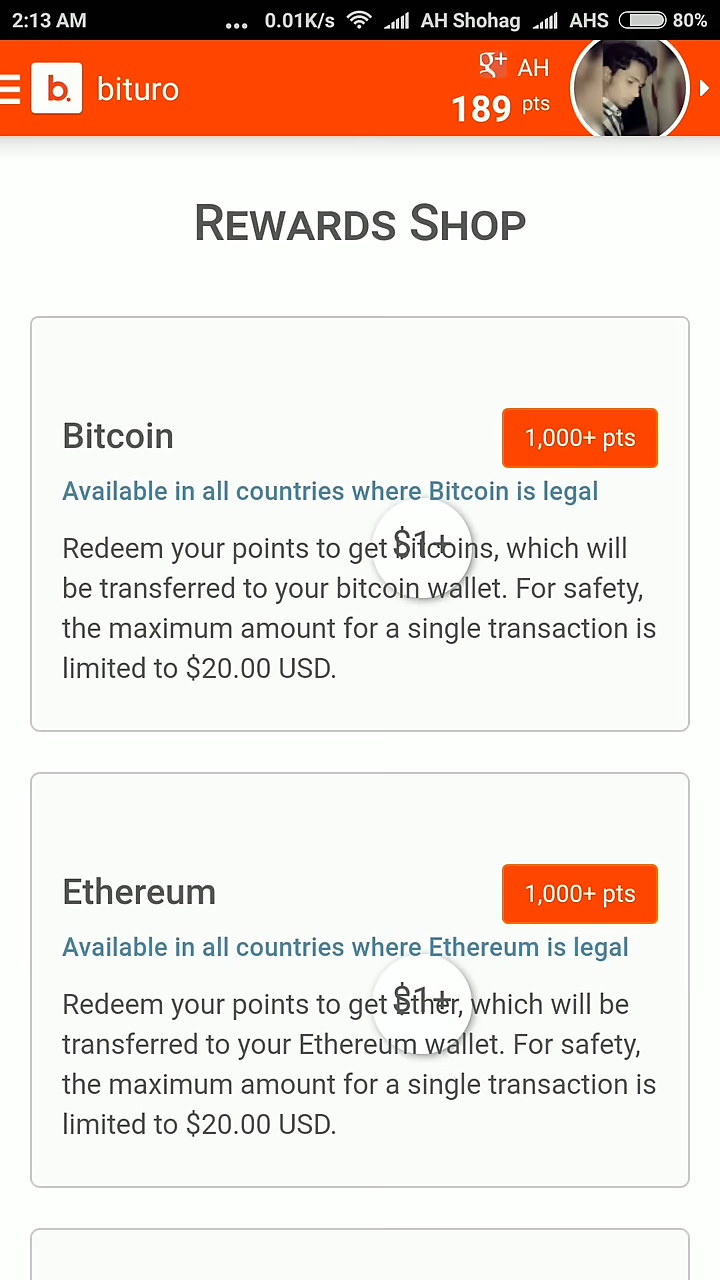 2:13 AM ... 0.01K/s AH Shohag AHS 80%
b. bituro
g+ AH
189 pts
REWARDS SHOP
Bitcoin
1,000+ pts
Available in all countries where Bitcoin is legal
$1+
Redeem your points to get bitcoins, which will
be transferred to your bitcoin wallet. For safety,
the maximum amount for a single transaction is
limited to $20.00 USD.
Ethereum
1,000+ pts
Available in all countries where Ethereum is legal
$1+
Redeem your points to get Ether, which will be
transferred to your Ethereum wallet. For safety,
the maximum amount for a single transaction is
limited to $20.00 USD.